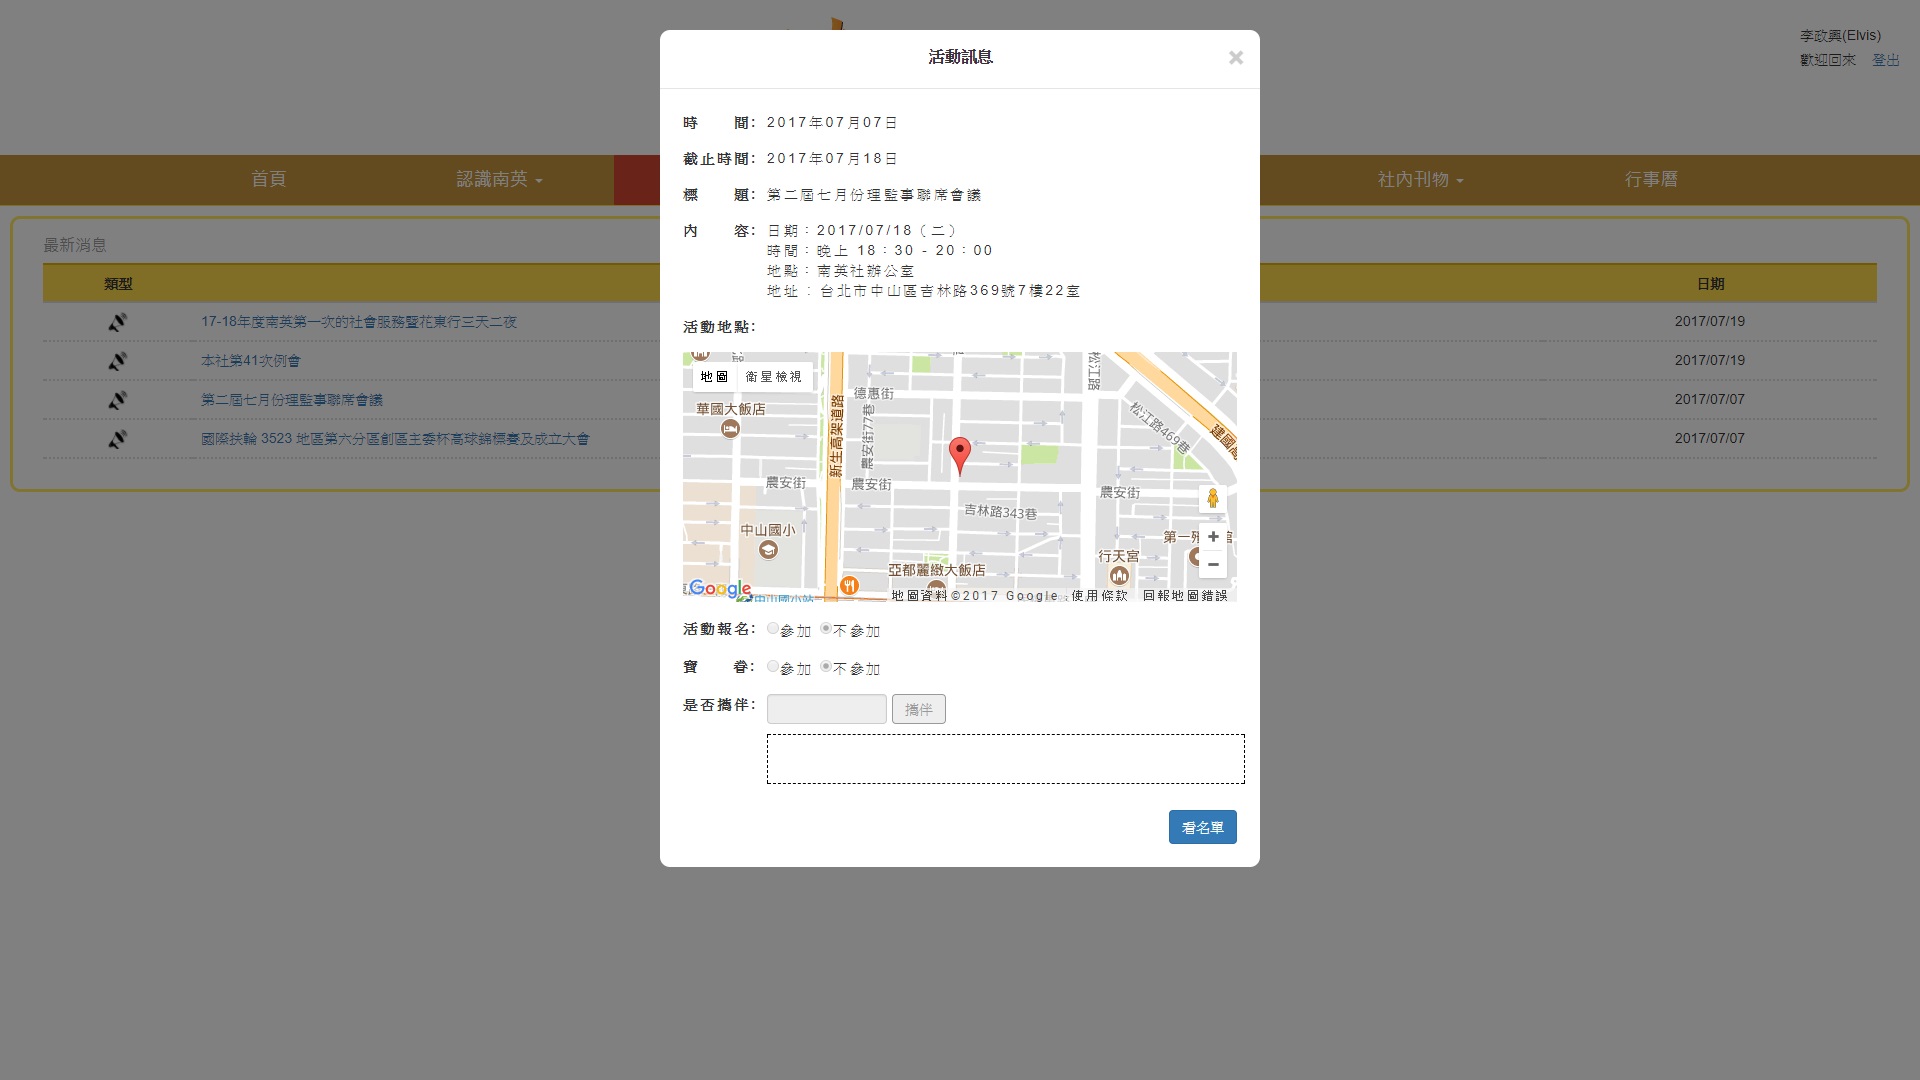 李政興(Elvis)
歡迎回來 登出
首頁
認識南英
社內刊物
行事曆
最新消息
類型
日期
17-18年度南英第一次的社會服務暨花東行三天二夜
2017/07/19
本社第41次例會
2017/07/19
第二屆七月份理監事聯席會議
2017/07/07
國際扶輪 3523 地區第六分區創區主委杯高球錦標賽及成立大會
2017/07/07
活動訊息
×
時 間: 2017年07月07日
截止時間: 2017年07月18日
標 題: 第二屆七月份理監事聯席會議
內 容: 日期：2017/07/18（二）
時間：晚上 18：30 - 20：00
地點：南英社辦公室
地址 : 台北市中山區吉林路369號7樓22室
活動地點:
地圖 衛星檢視
松江路
德惠街
華國大飯店
新生高架道路
農安街77巷
松江路469巷
農安街
農安街
農安街
吉林路343巷
中山國小
行天宮
亞都麗緻大飯店
Google
中山國小站
地圖資料©2017 Google 使用條款 回報地圖錯誤
活動報名: 參加 不參加
寶 眷: 參加 不參加
是否攜伴: 攜伴
看名單